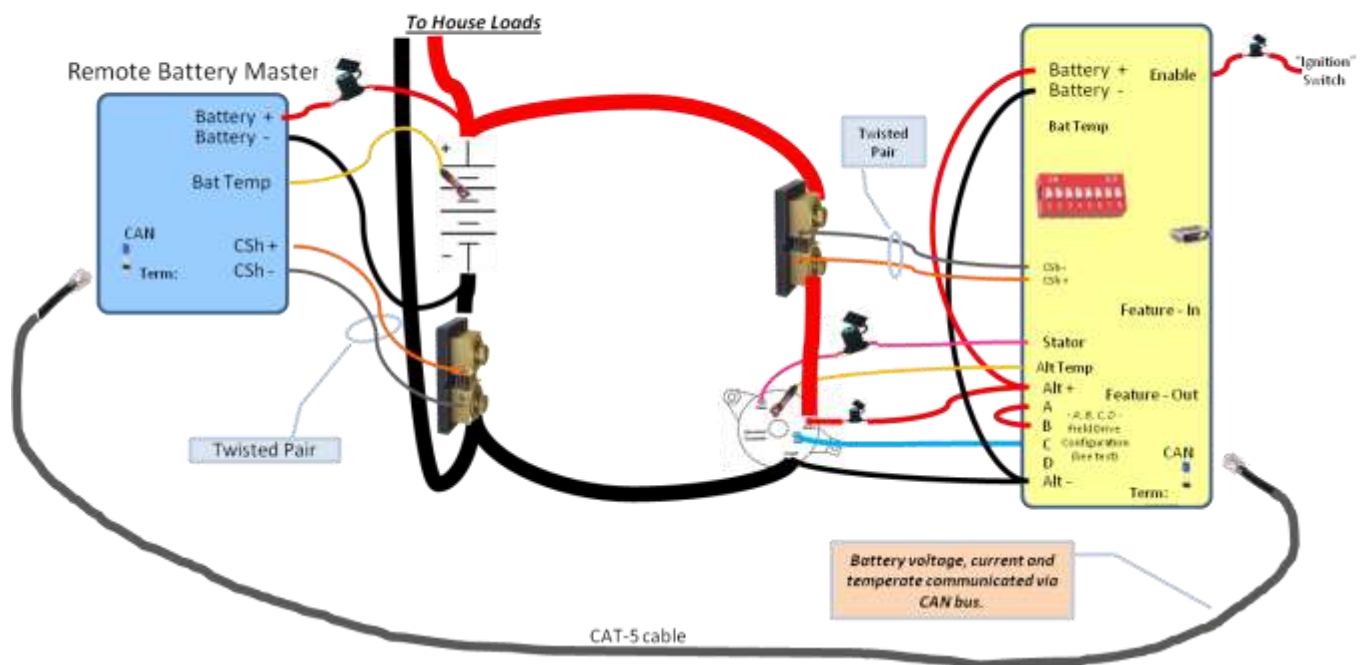 To House Loads
Remote Battery Master
Battery +
Battery -
Bat Temp
CAN
Term:
CSh +
CSh -
Twisted Pair
+
-
Twisted
Pair
Battery +
Battery -
Enable
"Ignition"
Switch
Bat Temp
CSh-
CSh +
Feature - In
Stator
Alt Temp
Alt +
Feature - Out
A
B
C
D
- A, B, C, D -
Field Drive
Configuration
(See text)
CAN
Alt -
Term:
Battery voltage, current and
temperate communicated via
CAN bus.
CAT-5 cable